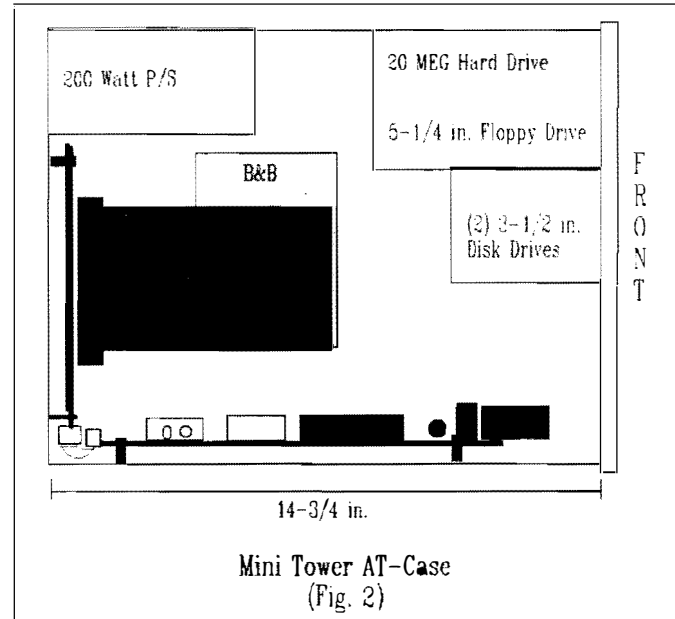 200 Watt P/S
20 MEG Hard Drive
5-1/4 in. Floppy Drive
B&B
(2) 3-1/2 in.
Disk Drives
FRONT
14-3/4 in.
Mini Tower AT-Case
(Fig. 2)